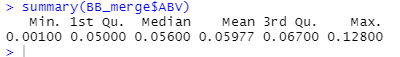 > summary(BB_merge$ABV)
   Min. 1st Qu.  Median    Mean 3rd Qu.    Max.
0.00100 0.05000 0.05600 0.05977 0.06700 0.12800
>